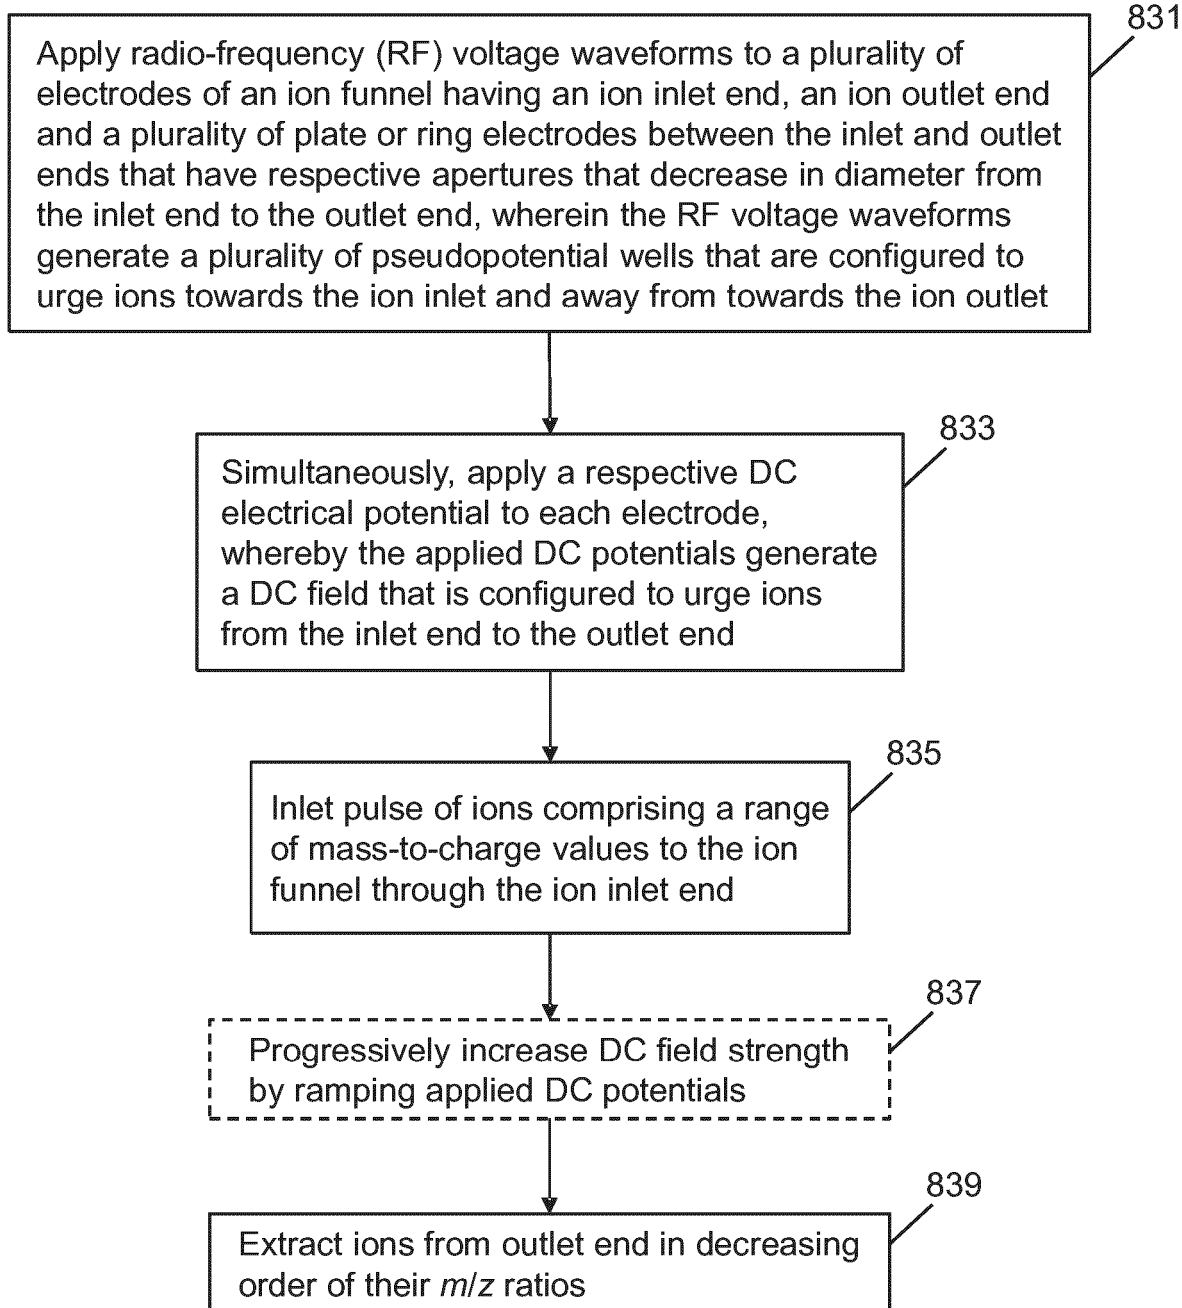 831
Apply radio-frequency (RF) voltage waveforms to a plurality of
electrodes of an ion funnel having an ion inlet end, an ion outlet end
and a plurality of plate or ring electrodes between the inlet and outlet
ends that have respective apertures that decrease in diameter from
the inlet end to the outlet end, wherein the RF voltage waveforms
generate a plurality of pseudopotential wells that are configured to
urge ions towards the ion inlet and away from towards the ion outlet
833
Simultaneously, apply a respective DC
electrical potential to each electrode,
whereby the applied DC potentials generate
a DC field that is configured to urge ions
from the inlet end to the outlet end
835
Inlet pulse of ions comprising a range
of mass-to-charge values to the ion
funnel through the ion inlet end
837
Progressively increase DC field strength
by ramping applied DC potentials
839
Extract ions from outlet end in decreasing
order of their m/z ratios